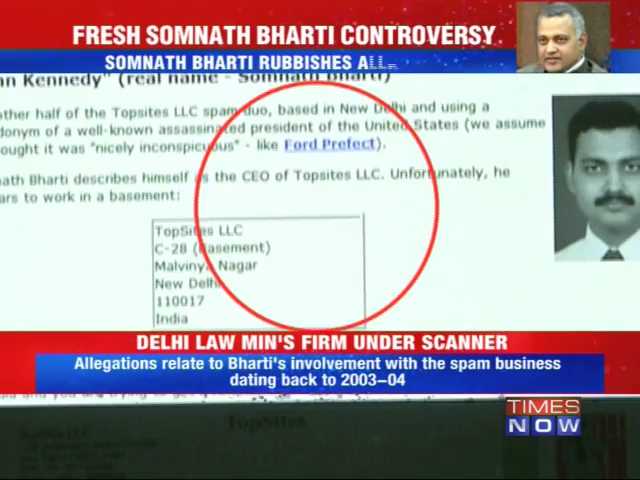 FRESH SOMNATH BHARTI CONTROVERSY
SOMNATH BHARTI RUBBISHES ALL
nn Kennedy" (real name - Somnath Bharti)
other half of the Topsites LLC spam duo, based in New Delhi and using a
donym of a well-known assassinated president of the United States (we assume
ought it was "nicely inconspicuous" - like Ford Prefect).
nath Bharti describes himself as the CEO of Topsites LLC. Unfortunately, he
ars to work in a basement:
TopSites LLC
C-28 (Basement)
Malvinya Nagar
New Delhi
110017
India
DELHI LAW MIN'S FIRM UNDER SCANNER
Allegations relate to Bharti's involvement with the spam business
dating back to 2003–04
TIMES
NOW
TopSites